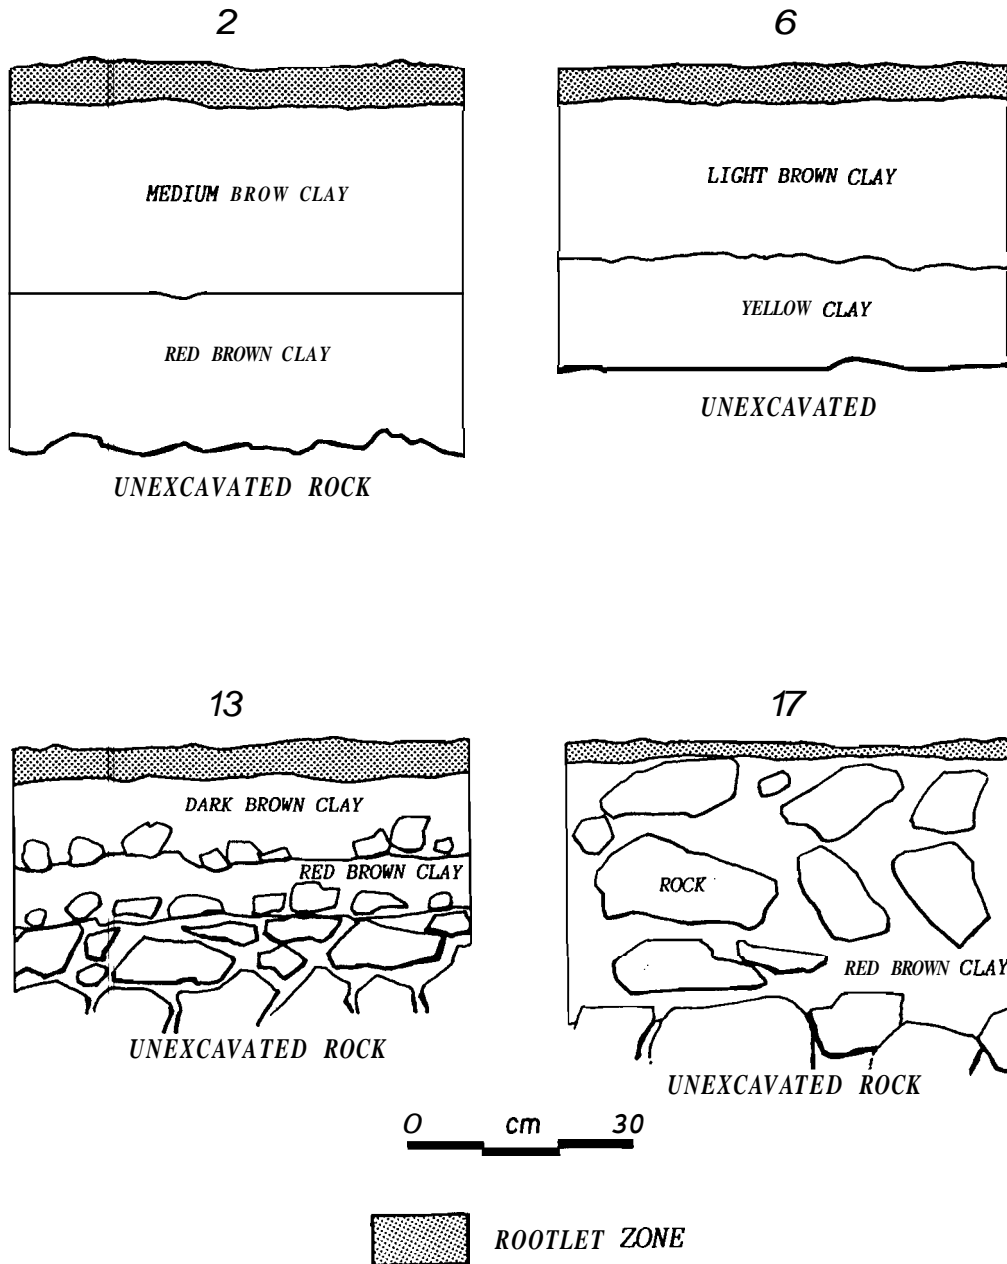 2
MEDIUM BROW CLAY
RED BROWN CLAY
UNEXCAVATED ROCK
6
LIGHT BROWN CLAY
YELLOW CLAY
UNEXCAVATED
13
DARK BROWN CLAY
RED BROWN CLAY
UNEXCAVATED ROCK
17
ROCK
RED BROWN CLAY
UNEXCAVATED ROCK
0 cm 30
ROOTLET ZONE